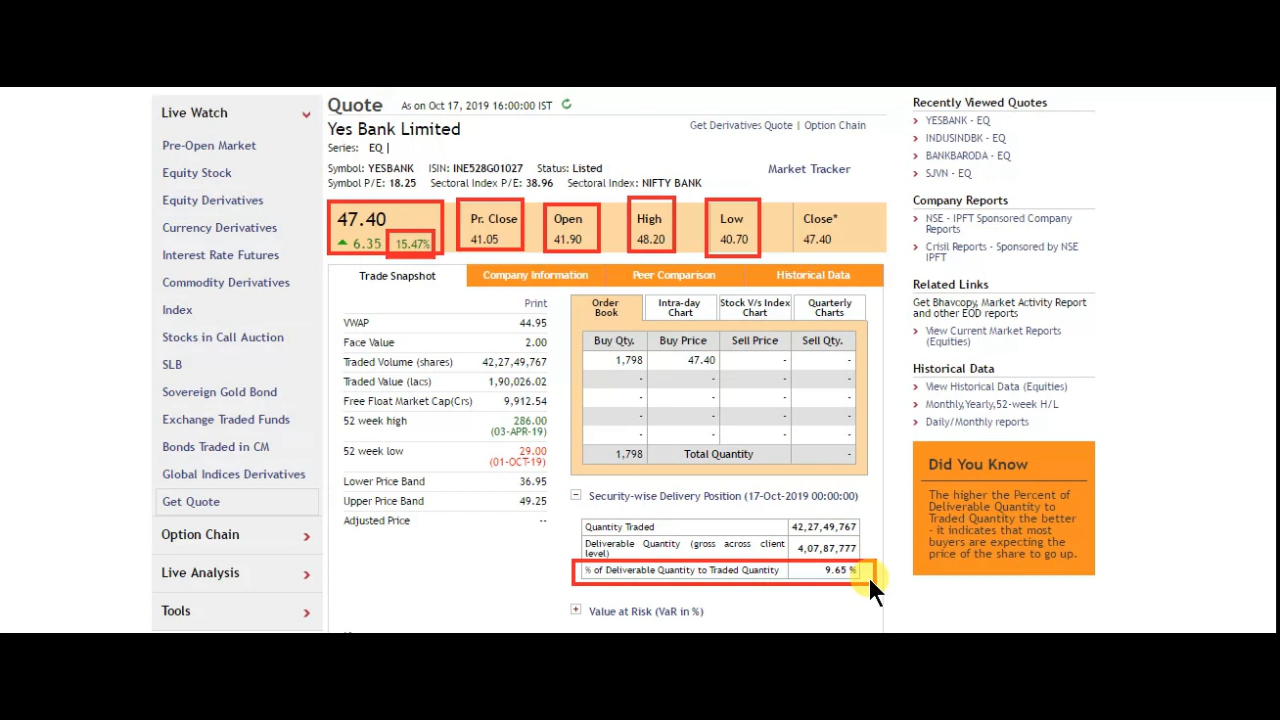 Live Watch
Pre-Open Market
Equity Stock
Equity Derivatives
Currency Derivatives
Interest Rate Futures
Commodity Derivatives
Index
Stocks in Call Auction
SLB
Sovereign Gold Bond
Exchange Traded Funds
Bonds Traded in CM
Global Indices Derivatives
Get Quote
Option Chain
Live Analysis
Tools
Quote As on Oct 17, 2019 16:00:00 IST
Yes Bank Limited
Get Derivatives Quote | Option Chain
Series: EQ |
Symbol: YESBANK ISIN: INE528G01027 Status: Listed
Market Tracker
Symbol P/E: 18.25 Sectoral Index P/E: 38.96 Sectoral Index: NIFTY BANK
47.40
6.35 15.47%
Pr. Close
41.05
Open
41.90
High
48.20
Low
40.70
Close*
47.40
Trade Snapshot Company Information Peer Comparison Historical Data
Print
VWAP 44.95
Face Value 2.00
Traded Volume (shares) 42,27,49,767
Traded Value (lacs) 1,90,026.02
Free Float Market Cap(Crs) 9,912.54
52 week high 286.00
(03-APR-19)
52 week low 29.00
(01-OCT-19)
Lower Price Band 36.95
Upper Price Band 49.25
Adjusted Price --
Order
Book
Intra-day
Chart
Stock V/s Index
Chart
Quarterly
Charts
Buy Qty. Buy Price Sell Price Sell Qty.
1,798 47.40 - -
- - - -
- - - -
- - - -
- - - -
1,798 Total Quantity -
Security-wise Delivery Position (17-Oct-2019 00:00:00)
Quantity Traded 42,27,49,767
Deliverable Quantity (gross across client
level) 4,07,87,777
% of Deliverable Quantity to Traded Quantity 9.65 %
Value at Risk (VaR in %)
Recently Viewed Quotes
YESBANK - EQ
INDUSINDBK - EQ
BANKBARODA - EQ
SJVN - EQ
Company Reports
NSE - IPFT Sponsored Company
Reports
Crisil Reports - Sponsored by NSE
IPFT
Related Links
Get Bhavcopy, Market Activity Report
and other EOD reports
View Current Market Reports
(Equities)
Historical Data
View Historical Data (Equities)
Monthly,Yearly,52-week H/L
Daily/Monthly reports
Did You Know
The higher the Percent of
Deliverable Quantity to
Traded Quantity the better
- it indicates that most
buyers are expecting the
price of the share to go up.